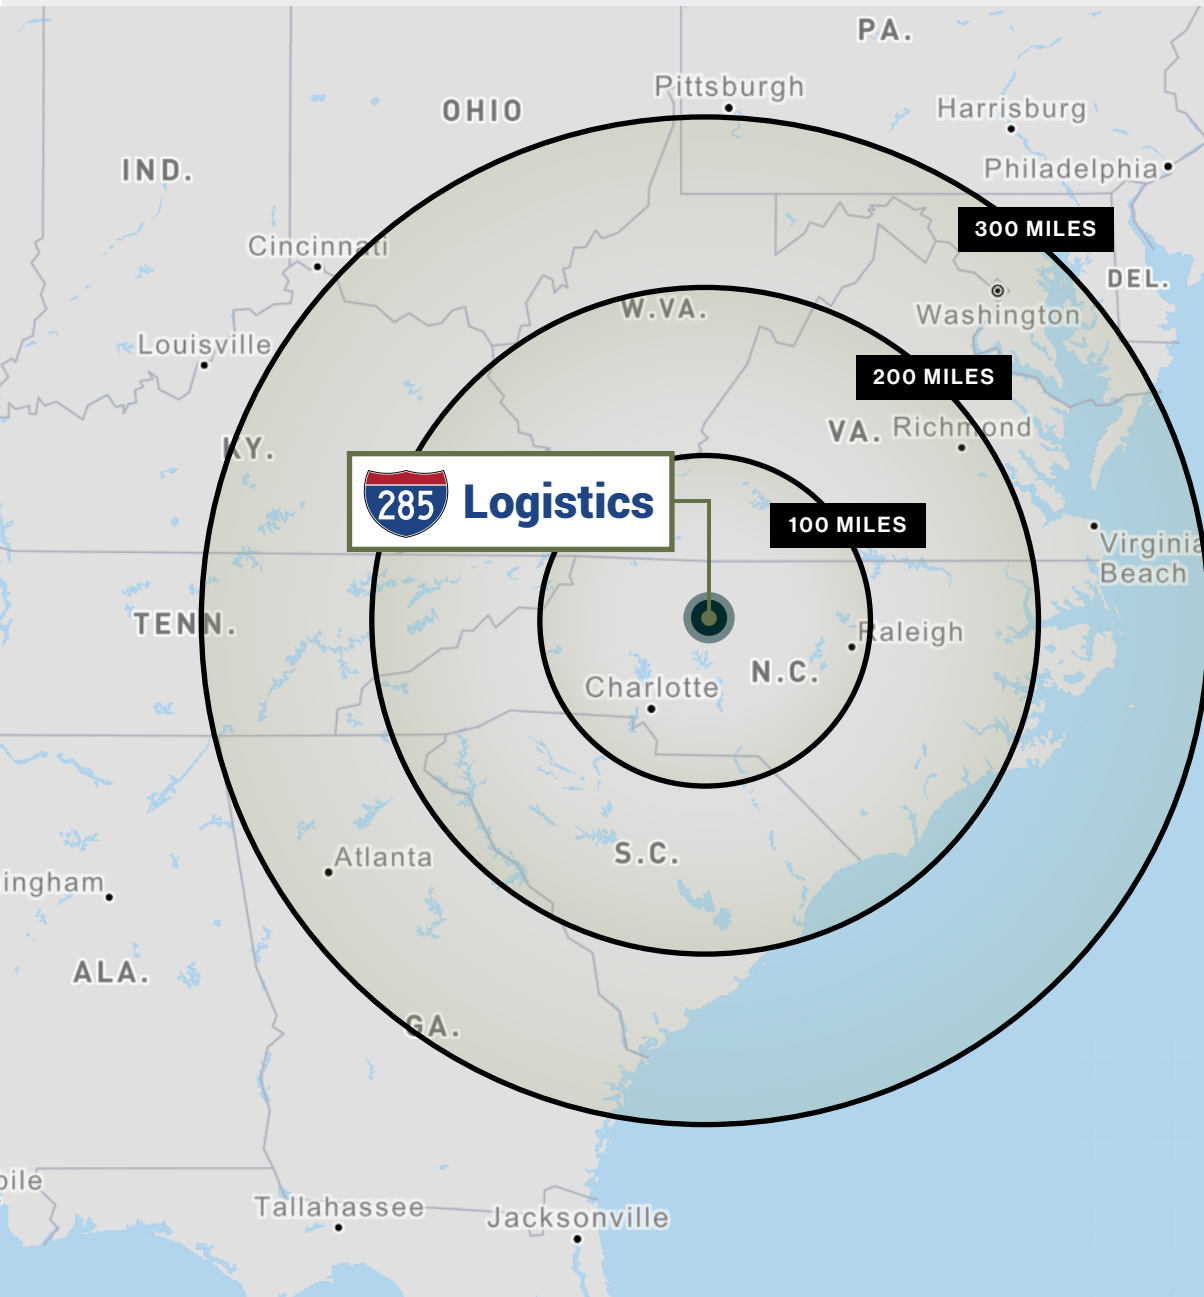 PA.
Pittsburgh
OHIO
Harrisburg
IND.
Philadelphia
300 MILES
Cincinnati
DEL.
W.VA.
Washington
Louisville
200 MILES
VA.
Richmond
KY.
285 Logistics
100 MILES
Virginia
Beach
TENN.
Raleigh
N.C.
Charlotte
S.C.
Atlanta
ingham
ALA.
GA.
bile
Tallahassee
Jacksonville